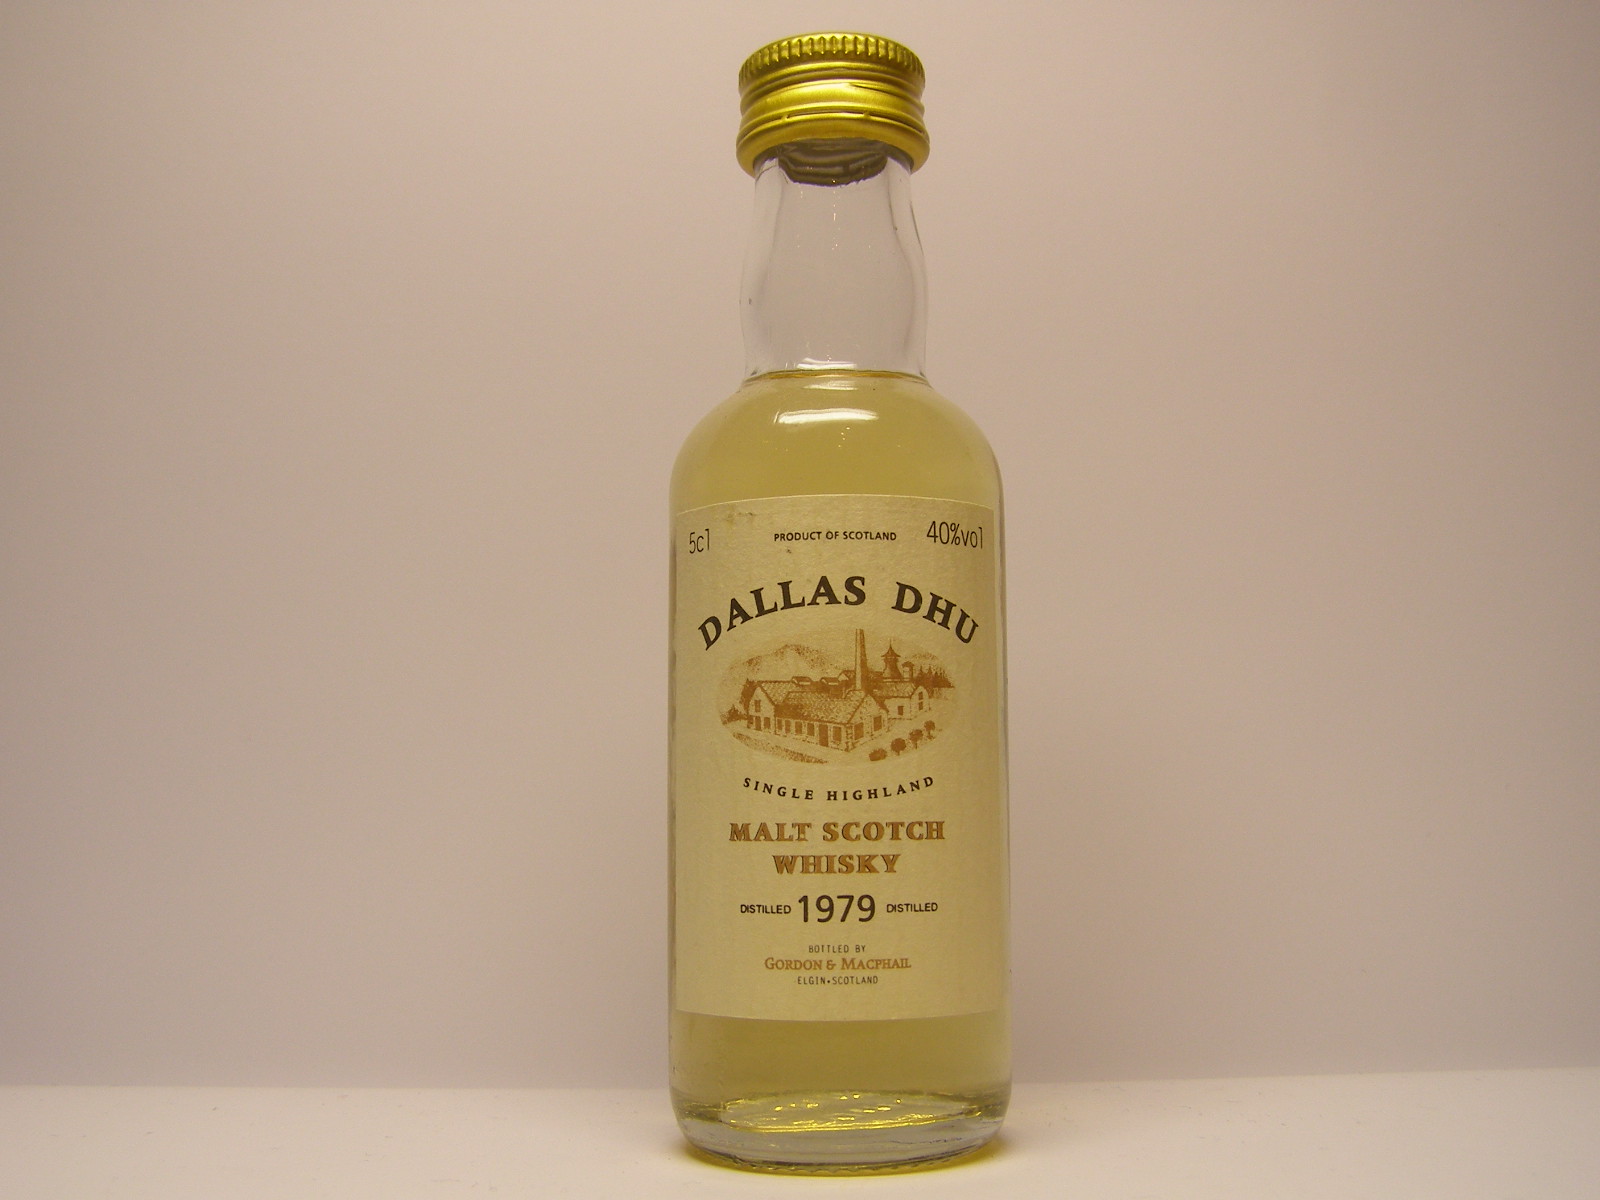 5cl PRODUCT OF SCOTLAND 40%vol
DALLAS DHU
SINGLE HIGHLAND
MALT SCOTCH
WHISKY
DISTILLED 1979 DISTILLED
BOTTLED BY
GORDON & MACPHAIL
ELGIN•SCOTLAND